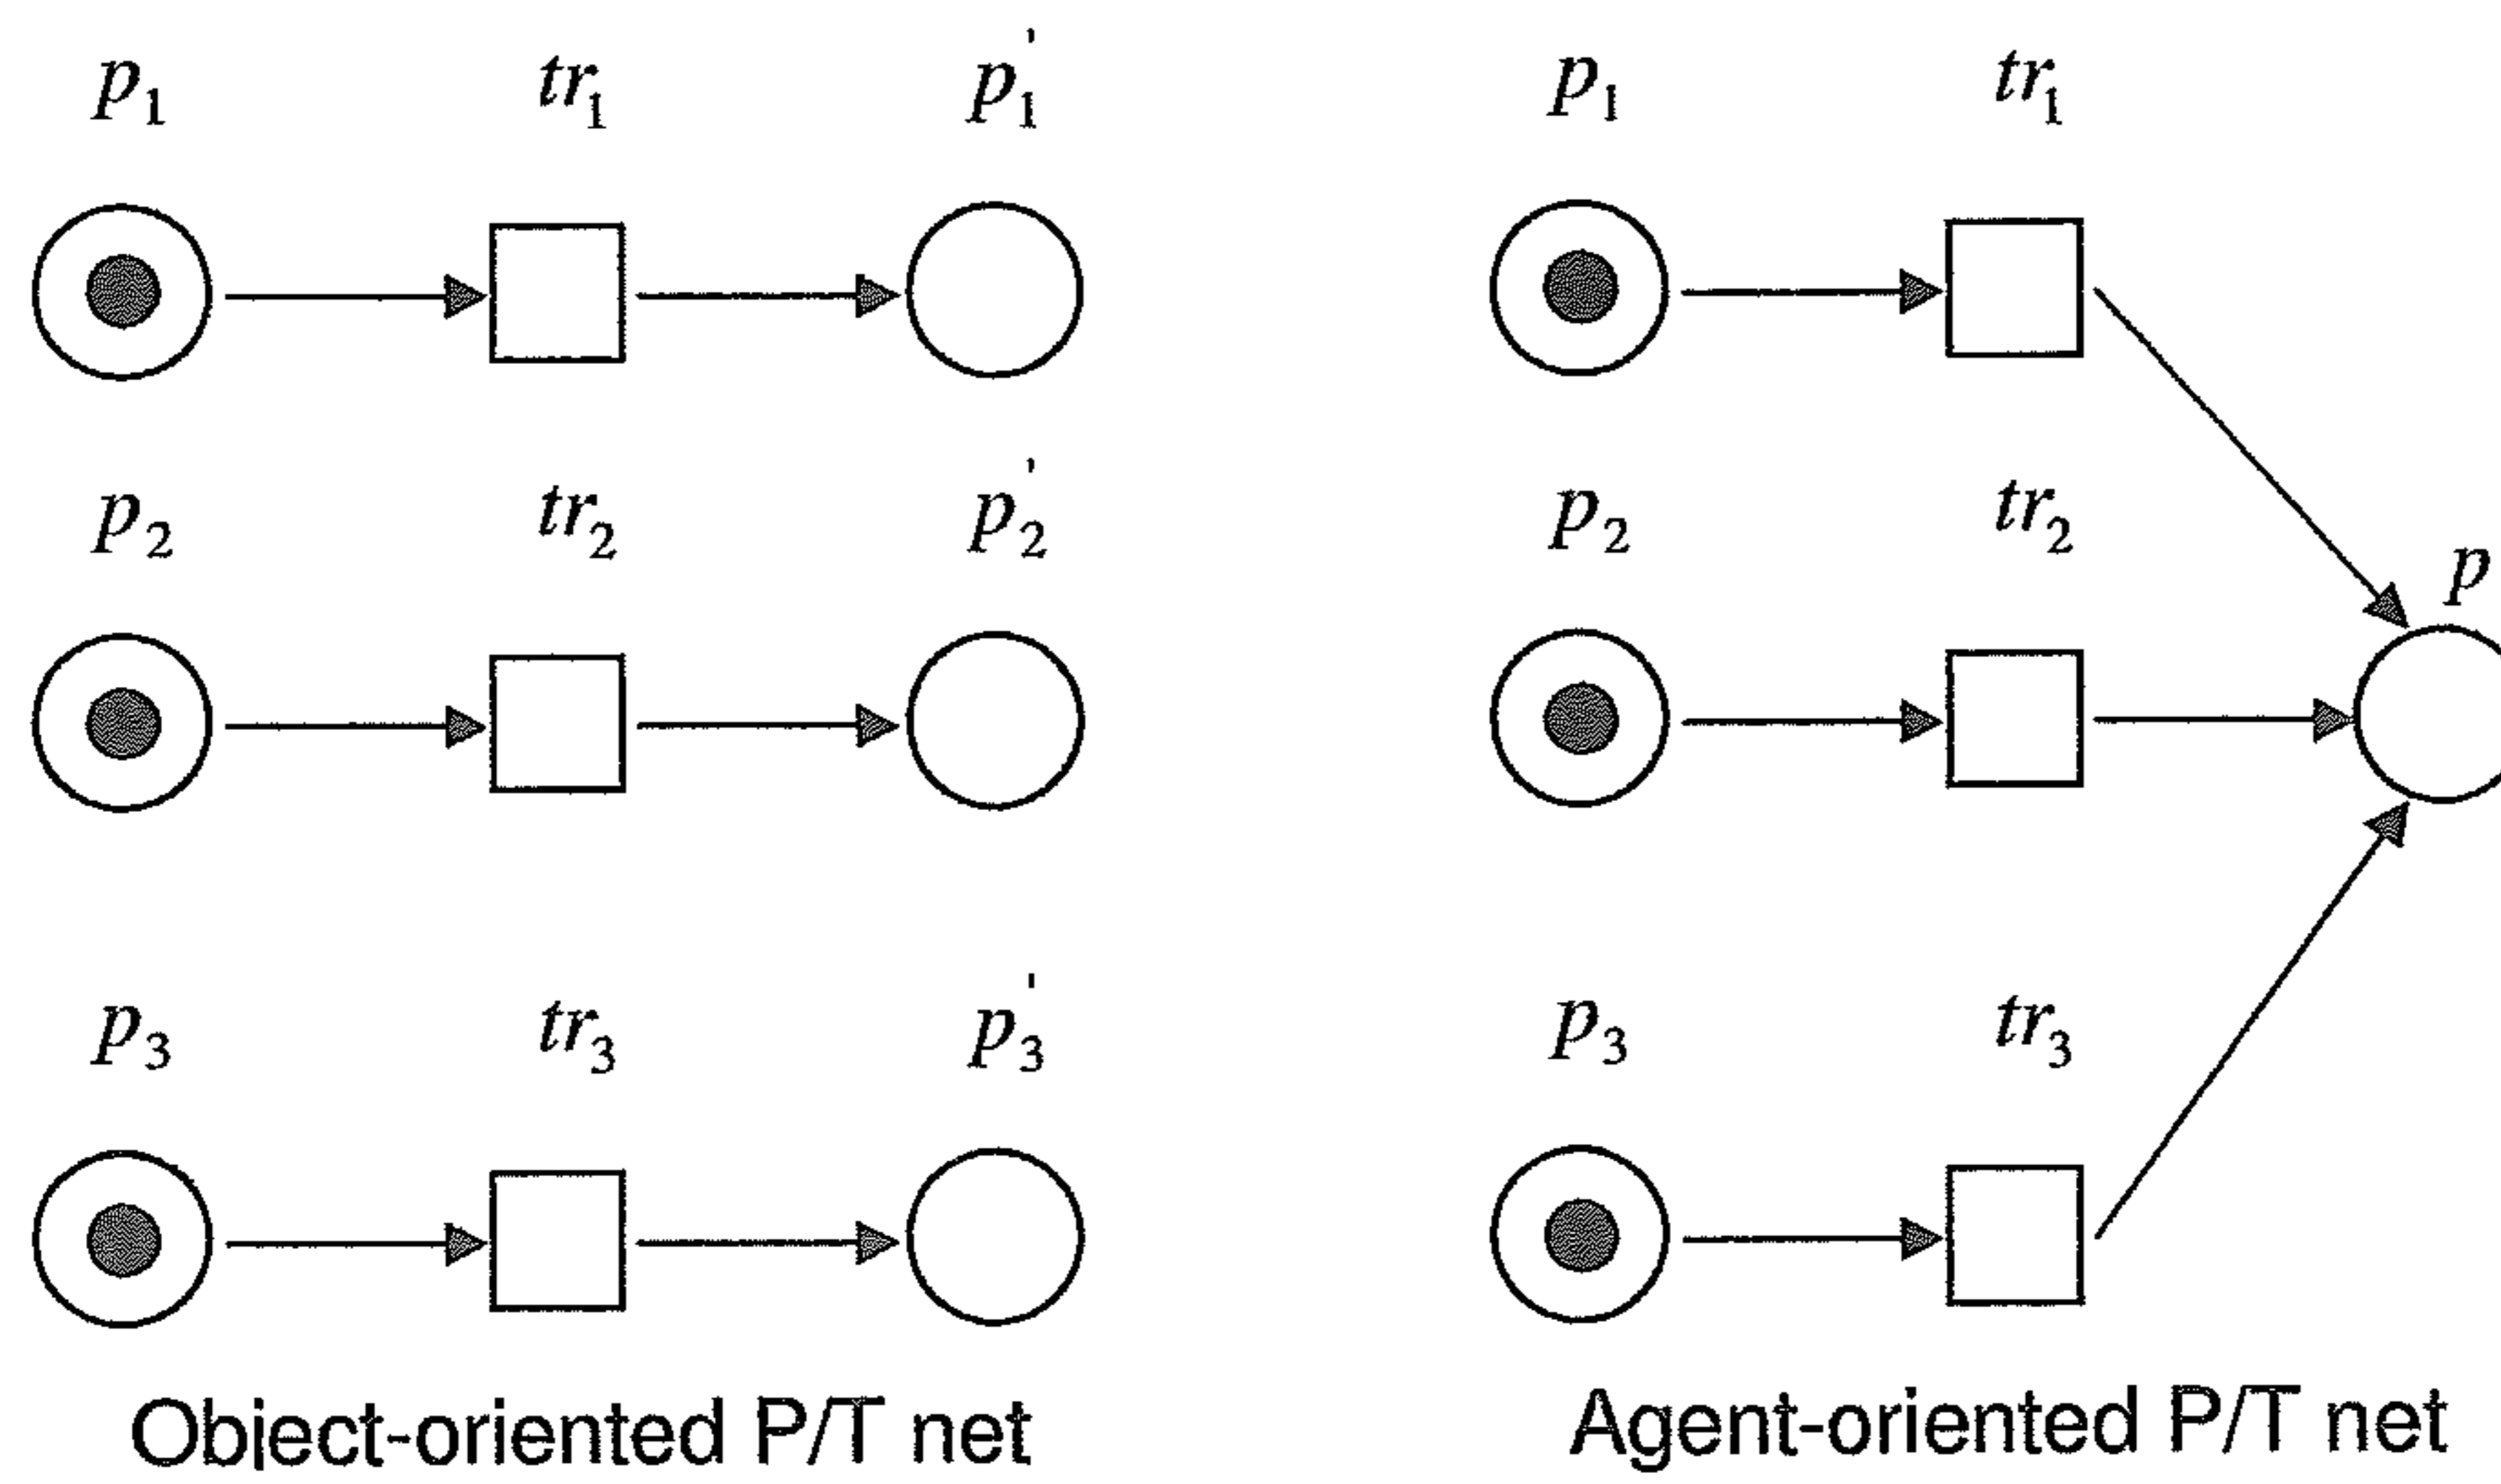 p₁ tr₁ p₁' p₁ tr₁
p₂ tr₂ p₂' p₂ tr₂
p
p₃ tr₃ p₃' p₃ tr₃
Object-oriented P/T net Agent-oriented P/T net